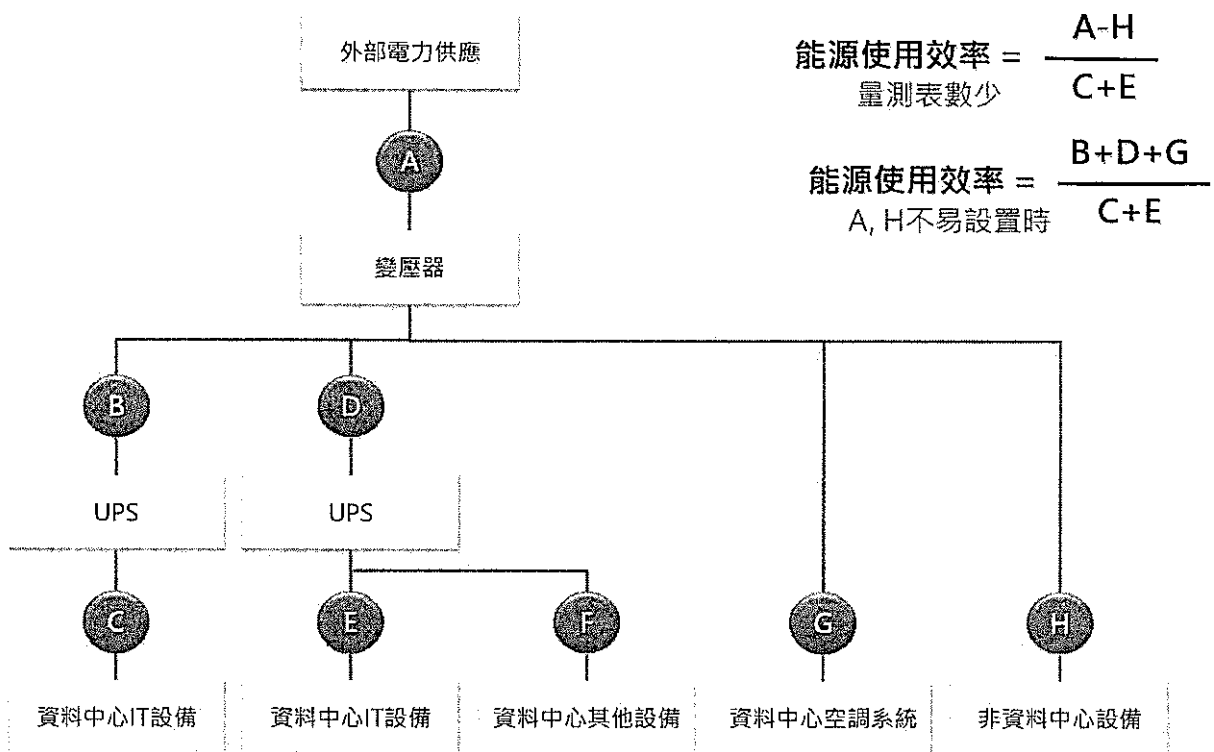 外部電力供應
能源使用效率 = A-H
量測表數少 C+E
A
能源使用效率 = B+D+G
A, H不易設置時 C+E
變壓器
B
D
UPS
UPS
C
E
F
G
H
資料中心IT設備
資料中心IT設備
資料中心其他設備
資料中心空調系統
非資料中心設備